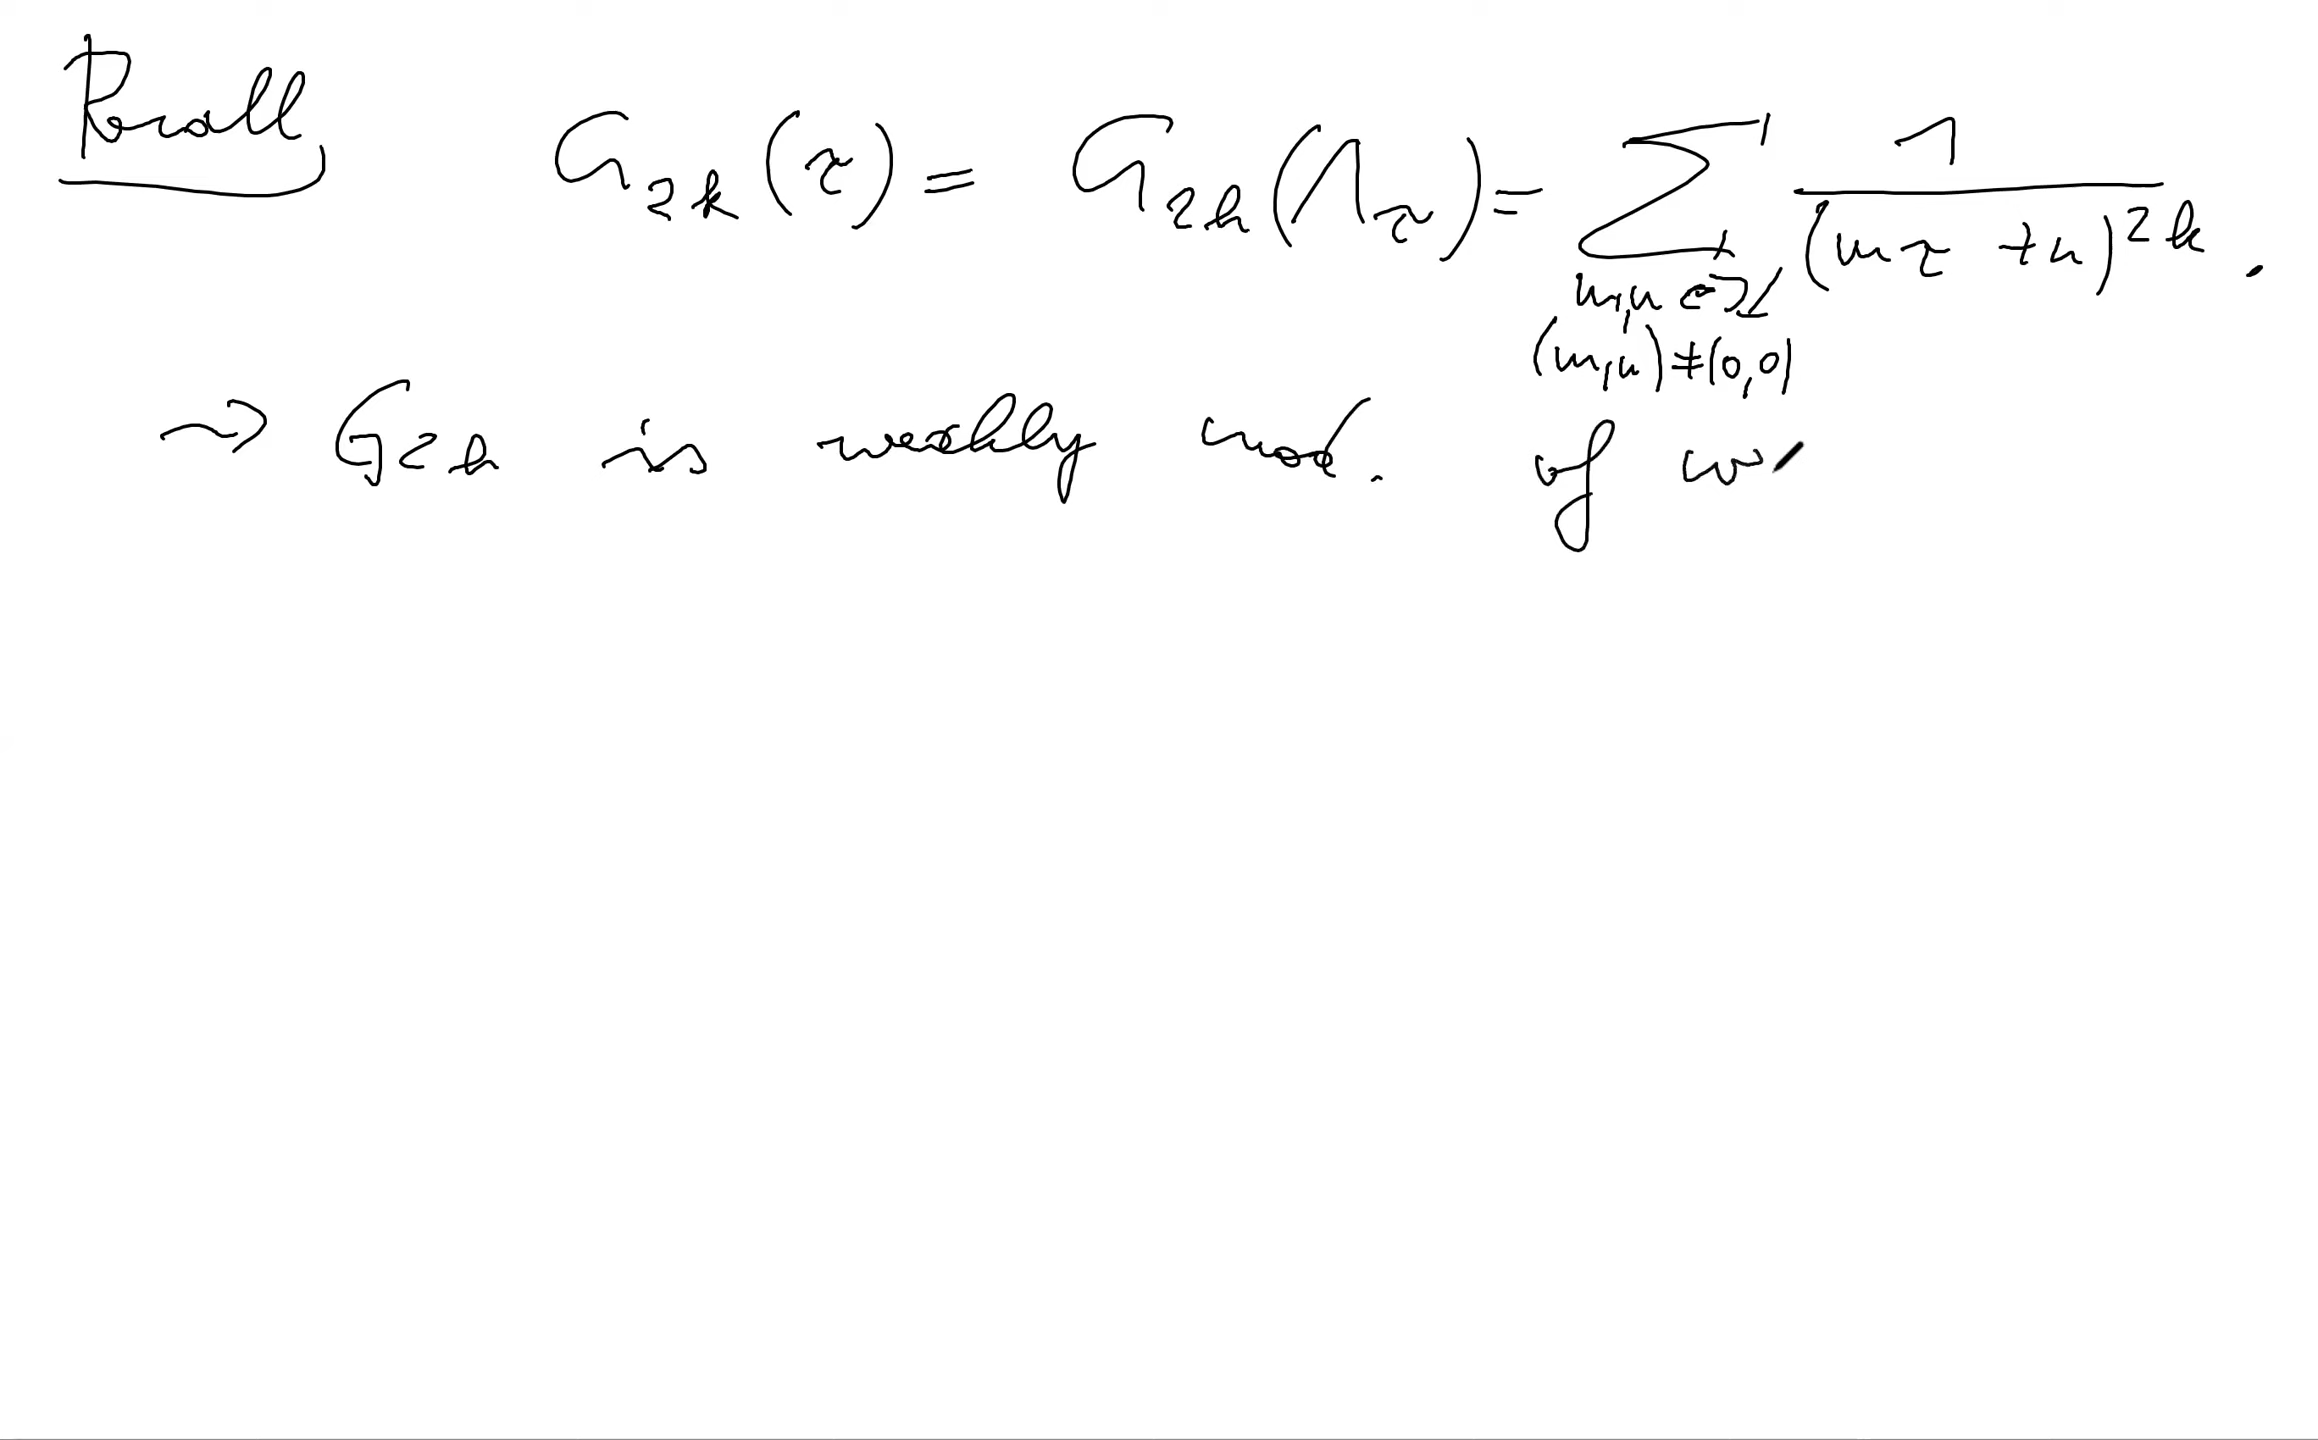 Recall G_{2k}(τ) = G_{2k}(Λ_τ) = ∑_{m,n ∈ ℤ, (m,n) ≠ (0,0)} 1/(mτ + n)^{2k}.
⇝ G_{2k} is weakly mod. of w